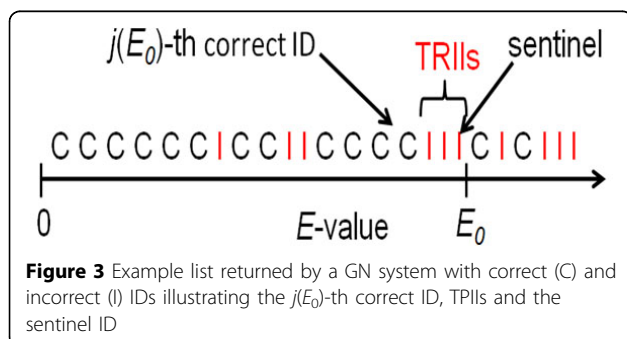 j(E0)-th correct ID
TRIIs
sentinel
C C C C C C I C C I I C C C C I I I C I C I I I
0
E-value
E0
Figure 3 Example list returned by a GN system with correct (C) and
incorrect (I) IDs illustrating the j(E0)-th correct ID, TPIIs and the
sentinel ID